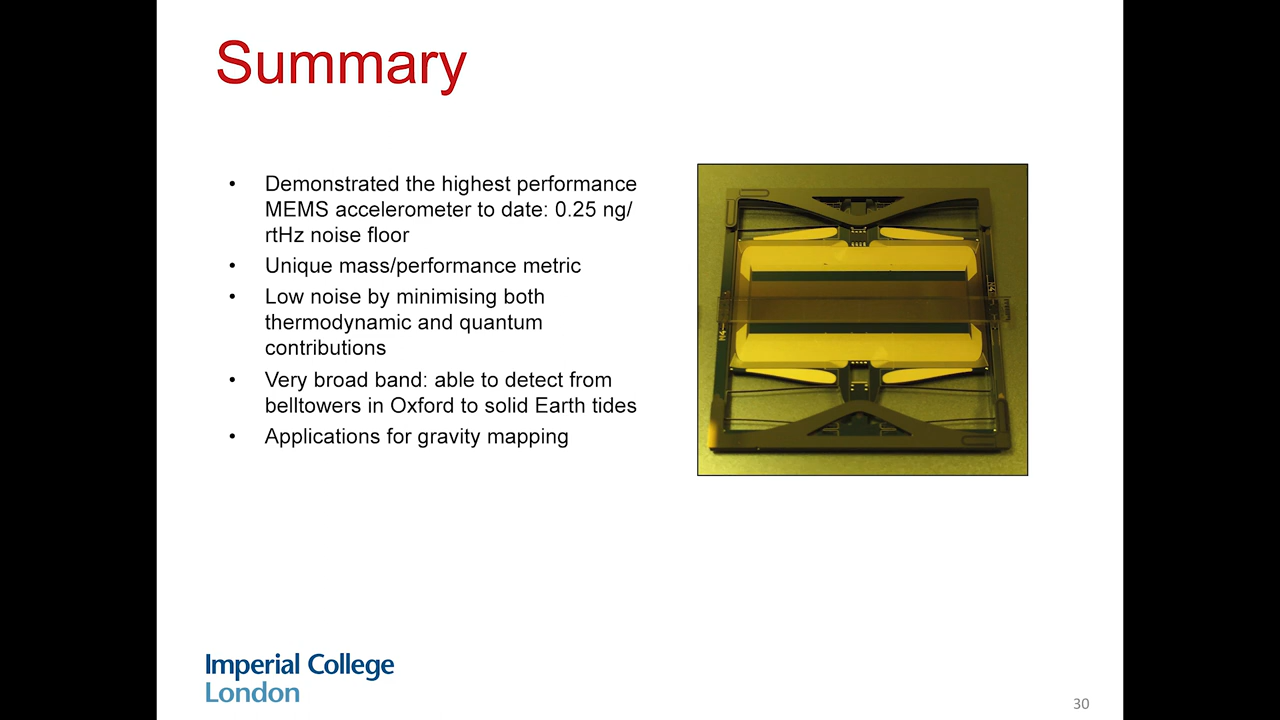 Summary
• Demonstrated the highest performance
MEMS accelerometer to date: 0.25 ng/
rtHz noise floor
• Unique mass/performance metric
• Low noise by minimising both
thermodynamic and quantum
contributions
• Very broad band: able to detect from
belltowers in Oxford to solid Earth tides
• Applications for gravity mapping
Imperial College
London
30